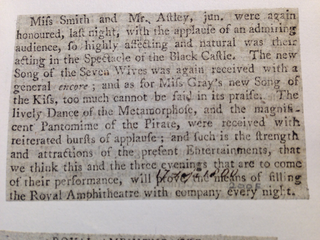 Miss Smith and Mr. Astley, jun. were again
honoured, last night, with the applause of an admiring
audience, so highly affecting and natural was their
acting in the Spectacle of the Black Castle. The new
Song of the Seven Wives was again received with a
general encore; and as for Miss Gray's new Song of
the Kiss, too much cannot be said in its praise. The
lively Dance of the Metamorphose, and the magnifi-
cent Pantomime of the Pirate, were received with
reiterated bursts of applause; and such is the strength
and attractions of the present Entertainments, that
we think this and the three evenings that are to come
of their performance, will be the means of filling
the Royal Amphitheatre with company every night.